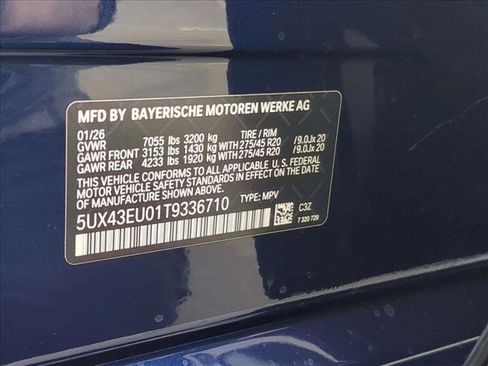 MFD BY BAYERISCHE MOTOREN WERKE AG
01/26
GVWR 7055 lbs 3200 kg TIRE / RIM
GAWR FRONT 3153 lbs 1430 kg WITH 275/45 R20 / 9.0Jx 20
GAWR REAR 4233 lbs 1920 kg WITH 275/45 R20 / 9.0Jx 20
THIS VEHICLE CONFORMS TO ALL APPLICABLE U.S. FEDERAL
MOTOR VEHICLE SAFETY STANDARDS IN EFFECT ON THE DATE OF
MANUFACTURE SHOWN ABOVE.
5UX43EU01T9336710 TYPE: MPV
C3Z
7 320 729